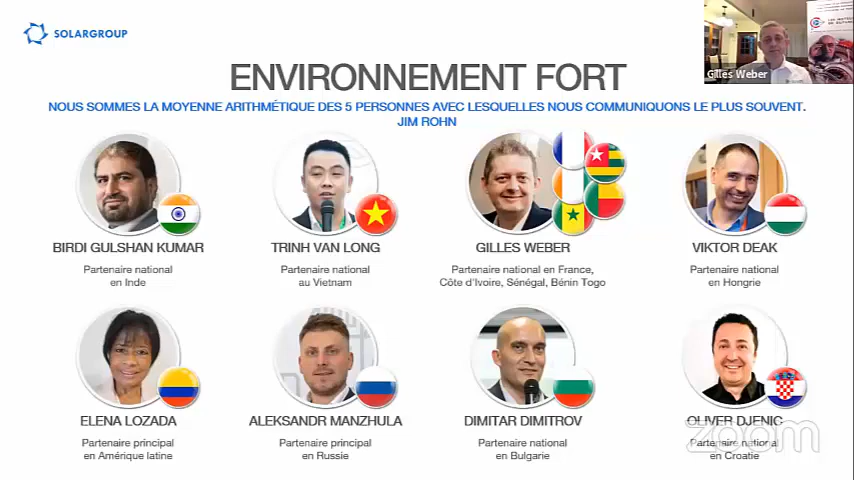 SOLARGROUP
ENVIRONNEMENT FORT
NOUS SOMMES LA MOYENNE ARITHMÉTIQUE DES 5 PERSONNES AVEC LESQUELLES NOUS COMMUNIQUONS LE PLUS SOUVENT.
JIM ROHN
Gilles Weber
BIRDI GULSHAN KUMAR
Partenaire national
en Inde
TRINH VAN LONG
Partenaire national
au Vietnam
GILLES WEBER
Partenaire national en France,
Côte d'Ivoire, Sénégal, Bénin Togo
VIKTOR DEAK
Partenaire national
en Hongrie
ELENA LOZADA
Partenaire principal
en Amérique latine
ALEKSANDR MANZHULA
Partenaire principal
en Russie
DIMITAR DIMITROV
Partenaire national
en Bulgarie
OLIVER DJENIC
Partenaire national
en Croatie
zoom